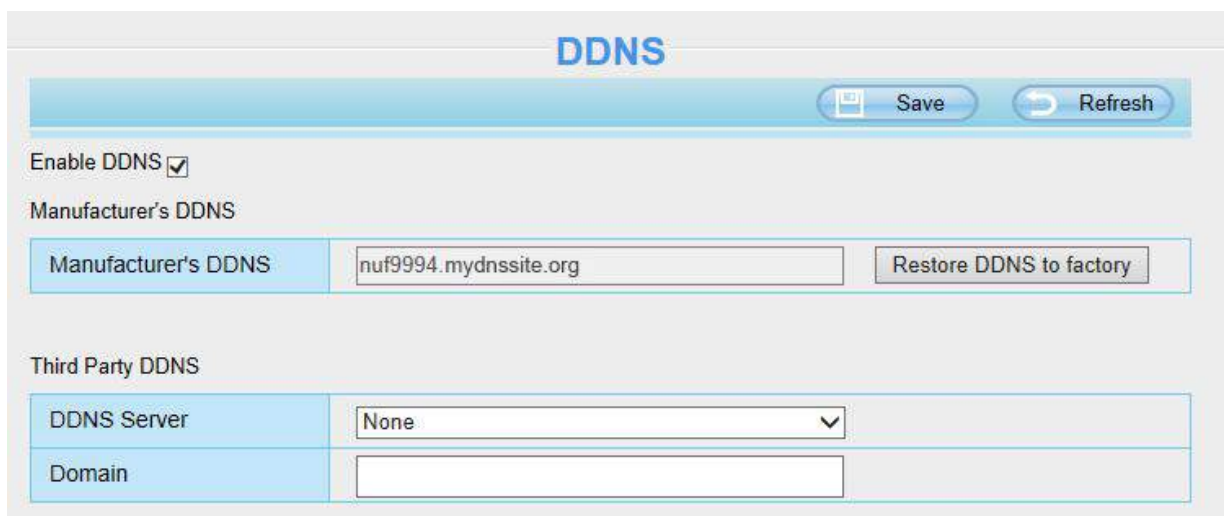 DDNS
Save Refresh
Enable DDNS
Manufacturer's DDNS
Manufacturer's DDNS nuf9994.mydnssite.org Restore DDNS to factory
Third Party DDNS
DDNS Server None
Domain